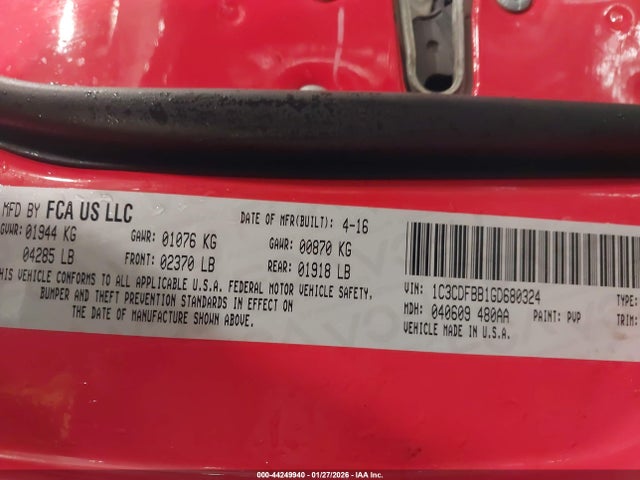 MFD BY FCA US LLC
DATE OF MFR(BUILT): 4-16
GVWR: 01944 KG GAWR: 01076 KG GAWR: 00870 KG
04285 LB FRONT: 02370 LB REAR: 01918 LB
THIS VEHICLE CONFORMS TO ALL APPLICABLE U.S.A. FEDERAL MOTOR VEHICLE SAFETY,
BUMPER AND THEFT PREVENTION STANDARDS IN EFFECT ON
THE DATE OF MANUFACTURE SHOWN ABOVE.
VIN: 1C3CDFBB1GD680324 TYPE:
MDH: 040609 480AA PAINT: PVP TRIM:
VEHICLE MADE IN U.S.A.
000-44249940 - 01/27/2026 - IAA Inc.